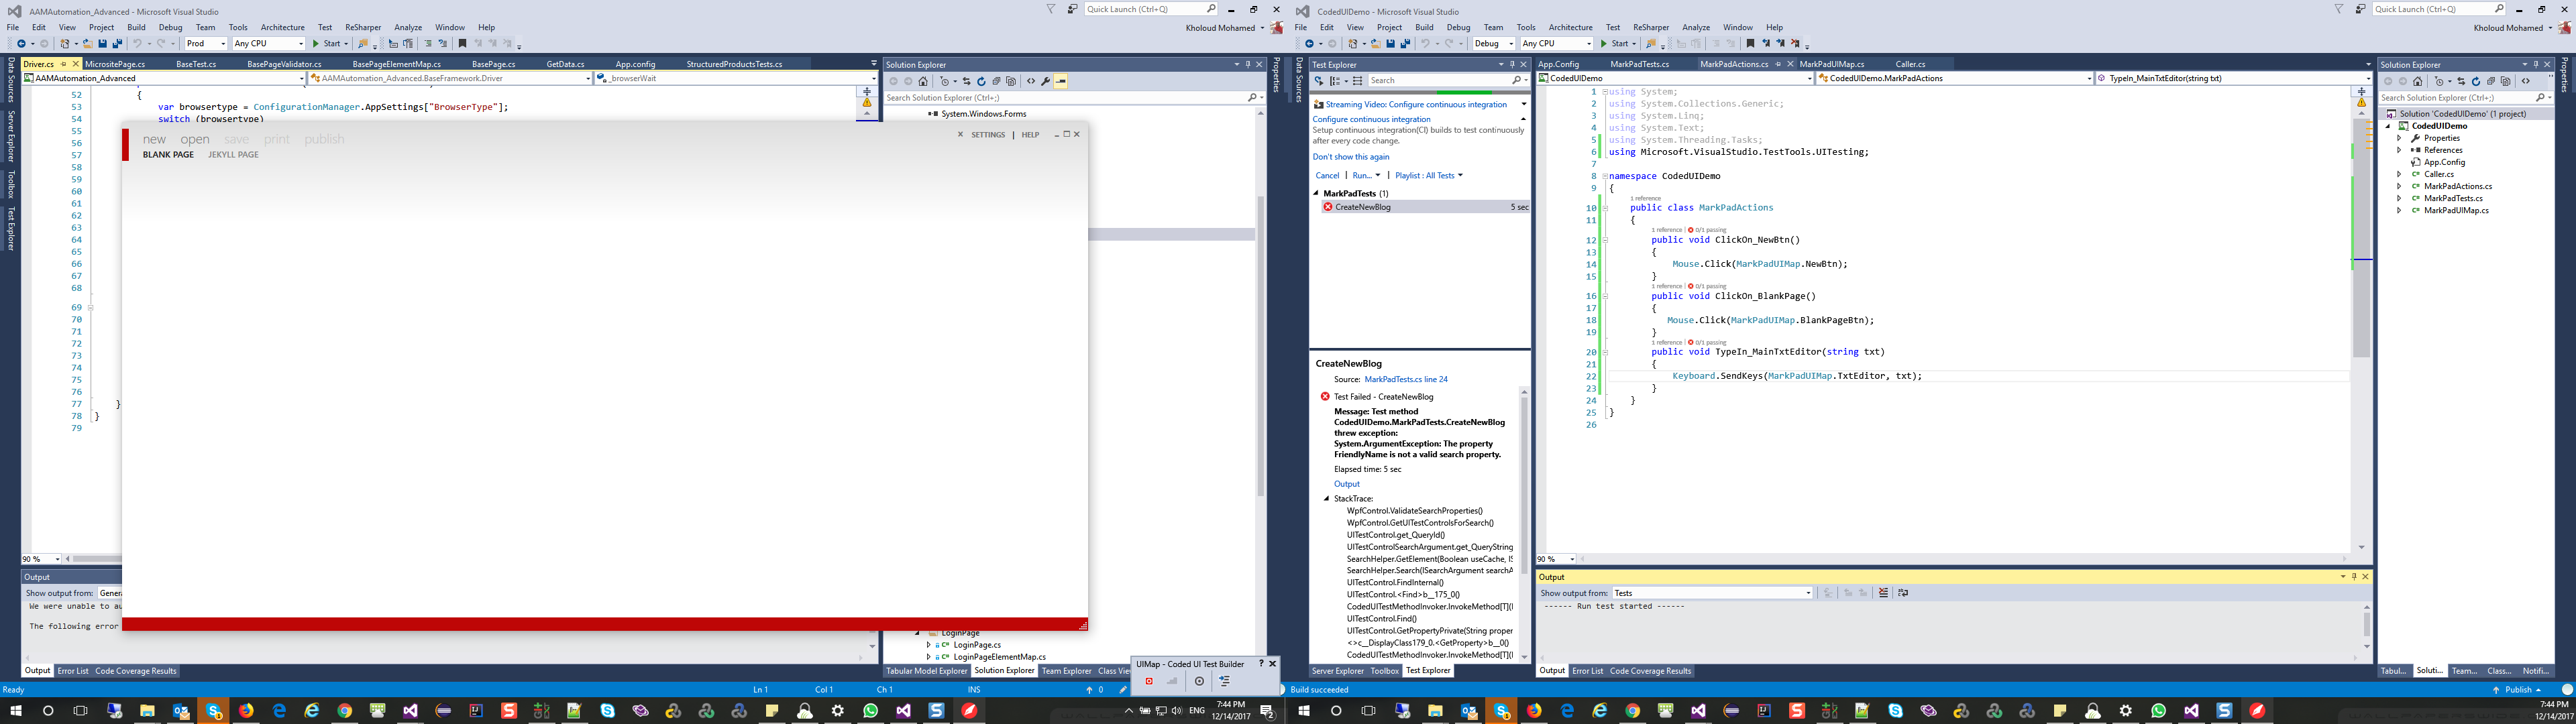 AAMAutomation_Advanced - Microsoft Visual Studio
Quick Launch (Ctrl+Q)
File Edit View Project Build Debug Team Tools Architecture Test ReSharper Analyze Window Help
Kholoud Mohamed
Prod Any CPU Start
Driver.cs MicrositePage.cs BaseTest.cs BasePageValidator.cs BasePageElementMap.cs BasePage.cs GetData.cs App.config StructuredProductsTests.cs
AAMAutomation_Advanced AAMAutomation_Advanced.BaseFramework.Driver _browserWait
Data Sources
Server Explorer
Toolbox
Test Explorer
52 {
53 var browsertype = ConfigurationManager.AppSettings["BrowserType"];
54 switch (browsertype)
55
56
57
58
59
60
61
62
63
64
65
66
67
68
69
70
71
72
73
74
75
76
77 }
78 }
79
new open save print publish
BLANK PAGE JEKYLL PAGE
x SETTINGS | HELP
90 %
Output
Show output from: Genera
We were unable to au
The following error
Output Error List Code Coverage Results
Solution Explorer
Search Solution Explorer (Ctrl+;)
System.Windows.Forms
LoginPage
LoginPage.cs
LoginPageElementMap.cs
Tabular Model Explorer Solution Explorer Team Explorer Class Vie
Properties
UIMap - Coded UI Test Builder
Ready Ln 1 Col 1 Ch 1 INS 0
ENG 7:44 PM
12/14/2017
2
CodedUIDemo - Microsoft Visual Studio
Quick Launch (Ctrl+Q)
File Edit View Project Build Debug Team Tools Architecture Test ReSharper Analyze Window Help
Kholoud Mohamed
Debug Any CPU Start
Data Sources
Test Explorer
Search
Streaming Video: Configure continuous integration
Configure continuous integration
Setup continuous integration(CI) builds to test continuously
after every code change.
Don't show this again
Cancel | Run... | Playlist : All Tests
MarkPadTests (1)
CreateNewBlog 5 sec
CreateNewBlog
Source: MarkPadTests.cs line 24
Test Failed - CreateNewBlog
Message: Test method
CodedUIDemo.MarkPadTests.CreateNewBlog
threw exception:
System.ArgumentException: The property
FriendlyName is not a valid search property.
Elapsed time: 5 sec
Output
StackTrace:
WpfControl.ValidateSearchProperties()
WpfControl.GetUITestControlsForSearch()
UITestControl.get_QueryId()
UITestControlSearchArgument.get_QueryString
SearchHelper.GetElement(Boolean useCache, IS
SearchHelper.Search(ISearchArgument searchA
UITestControl.FindInternal()
UITestControl.<Find>b__175_0()
CodedUITestMethodInvoker.InvokeMethod[T](
UITestControl.Find()
UITestControl.GetPropertyPrivate(String proper
<>c__DisplayClass179_0.<GetProperty>b__0()
CodedUITestMethodInvoker.InvokeMethod[T](
Server Explorer Toolbox Test Explorer
App.Config MarkPadTests.cs MarkPadActions.cs MarkPadUIMap.cs Caller.cs
CodedUIDemo CodedUIDemo.MarkPadActions TypeIn_MainTxtEditor(string txt)
1 using System;
2 using System.Collections.Generic;
3 using System.Linq;
4 using System.Text;
5 using System.Threading.Tasks;
6 using Microsoft.VisualStudio.TestTools.UITesting;
7
8 namespace CodedUIDemo
9 {
1 reference
10 public class MarkPadActions
11 {
1 reference | 0/1 passing
12 public void ClickOn_NewBtn()
13 {
14 Mouse.Click(MarkPadUIMap.NewBtn);
15 }
1 reference | 0/1 passing
16 public void ClickOn_BlankPage()
17 {
18 Mouse.Click(MarkPadUIMap.BlankPageBtn);
19 }
1 reference | 0/1 passing
20 public void TypeIn_MainTxtEditor(string txt)
21 {
22 Keyboard.SendKeys(MarkPadUIMap.TxtEditor, txt);
23 }
24 }
25 }
26
90 %
Output
Show output from: Tests
------ Run test started ------
Output Error List Code Coverage Results
Solution Explorer
Search Solution Explorer (Ctrl+;)
Solution 'CodedUIDemo' (1 project)
CodedUIDemo
Properties
References
App.Config
Caller.cs
MarkPadActions.cs
MarkPadTests.cs
MarkPadUIMap.cs
Tabul... Soluti... Team... Class... Notifi...
Properties
Build succeeded Publish
7:44 PM
12/14/2017